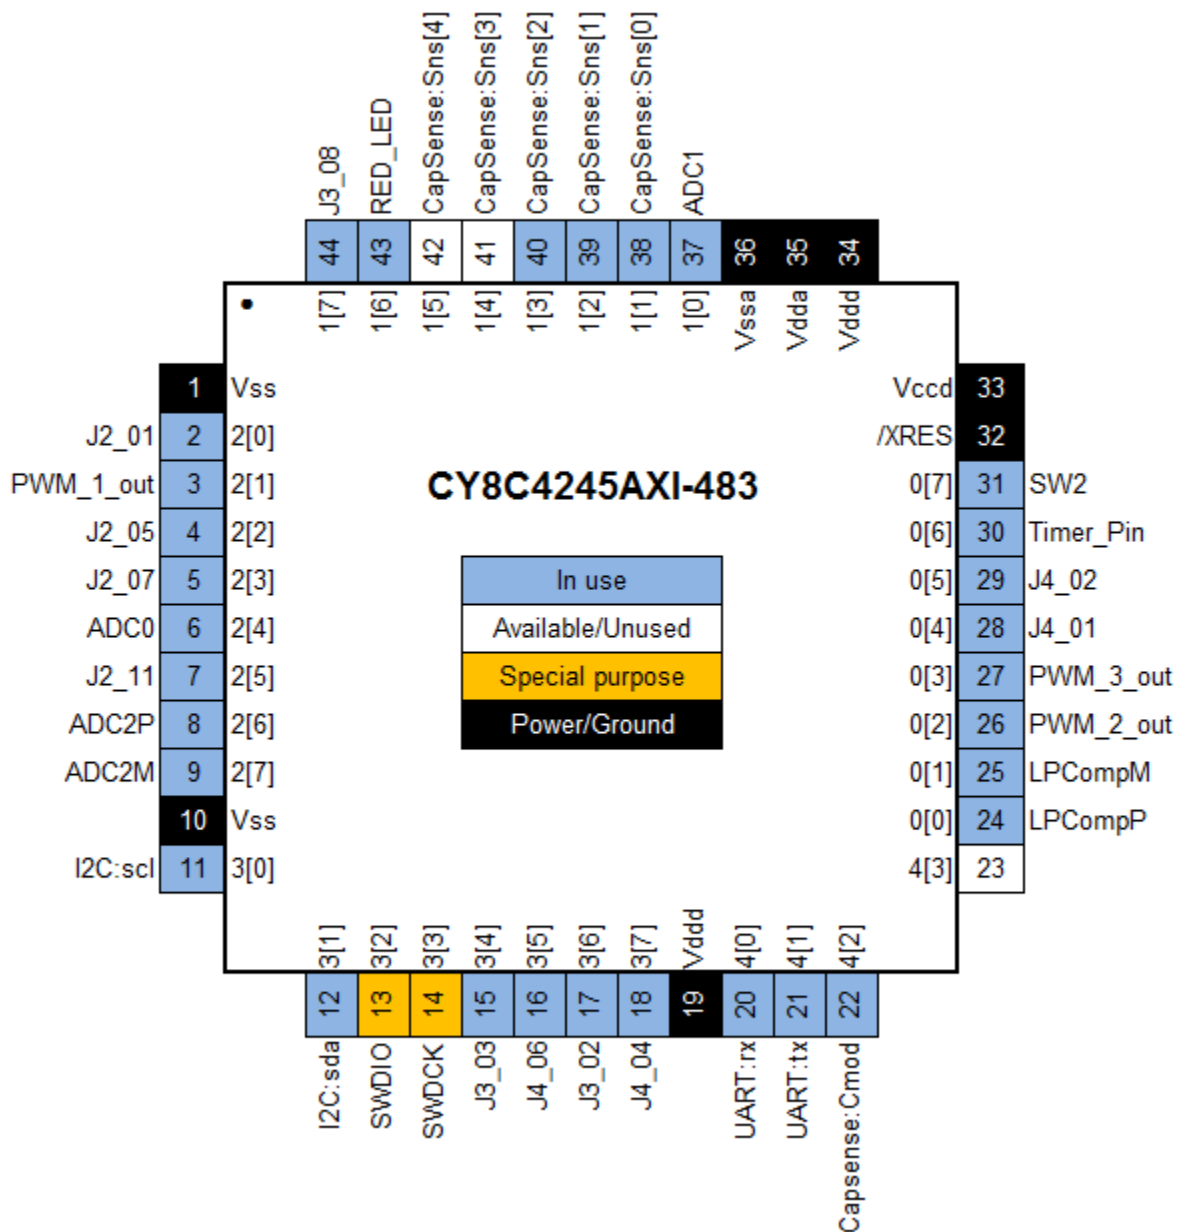 J3_08
RED_LED
CapSense:Sns[4]
CapSense:Sns[3]
CapSense:Sns[2]
CapSense:Sns[1]
CapSense:Sns[0]
ADC1
44 43 42 41 40 39 38 37 36 35 34
1[7] 1[6] 1[5] 1[4] 1[3] 1[2] 1[1] 1[0] Vssa Vdda Vddd
1 Vss
J2_01 2 2[0]
PWM_1_out 3 2[1]
J2_05 4 2[2]
J2_07 5 2[3]
ADC0 6 2[4]
J2_11 7 2[5]
ADC2P 8 2[6]
ADC2M 9 2[7]
10 Vss
I2C:scl 11 3[0]
CY8C4245AXI-483
In use
Available/Unused
Special purpose
Power/Ground
Vccd 33
/XRES 32
0[7] 31 SW2
0[6] 30 Timer_Pin
0[5] 29 J4_02
0[4] 28 J4_01
0[3] 27 PWM_3_out
0[2] 26 PWM_2_out
0[1] 25 LPCompM
0[0] 24 LPCompP
4[3] 23
3[1] 3[2] 3[3] 3[4] 3[5] 3[6] 3[7] Vddd 4[0] 4[1] 4[2]
12 13 14 15 16 17 18 19 20 21 22
I2C:sda
SWDIO
SWDCK
J3_03
J4_06
J3_02
J4_04
UART:rx
UART:tx
Capsense:Cmod